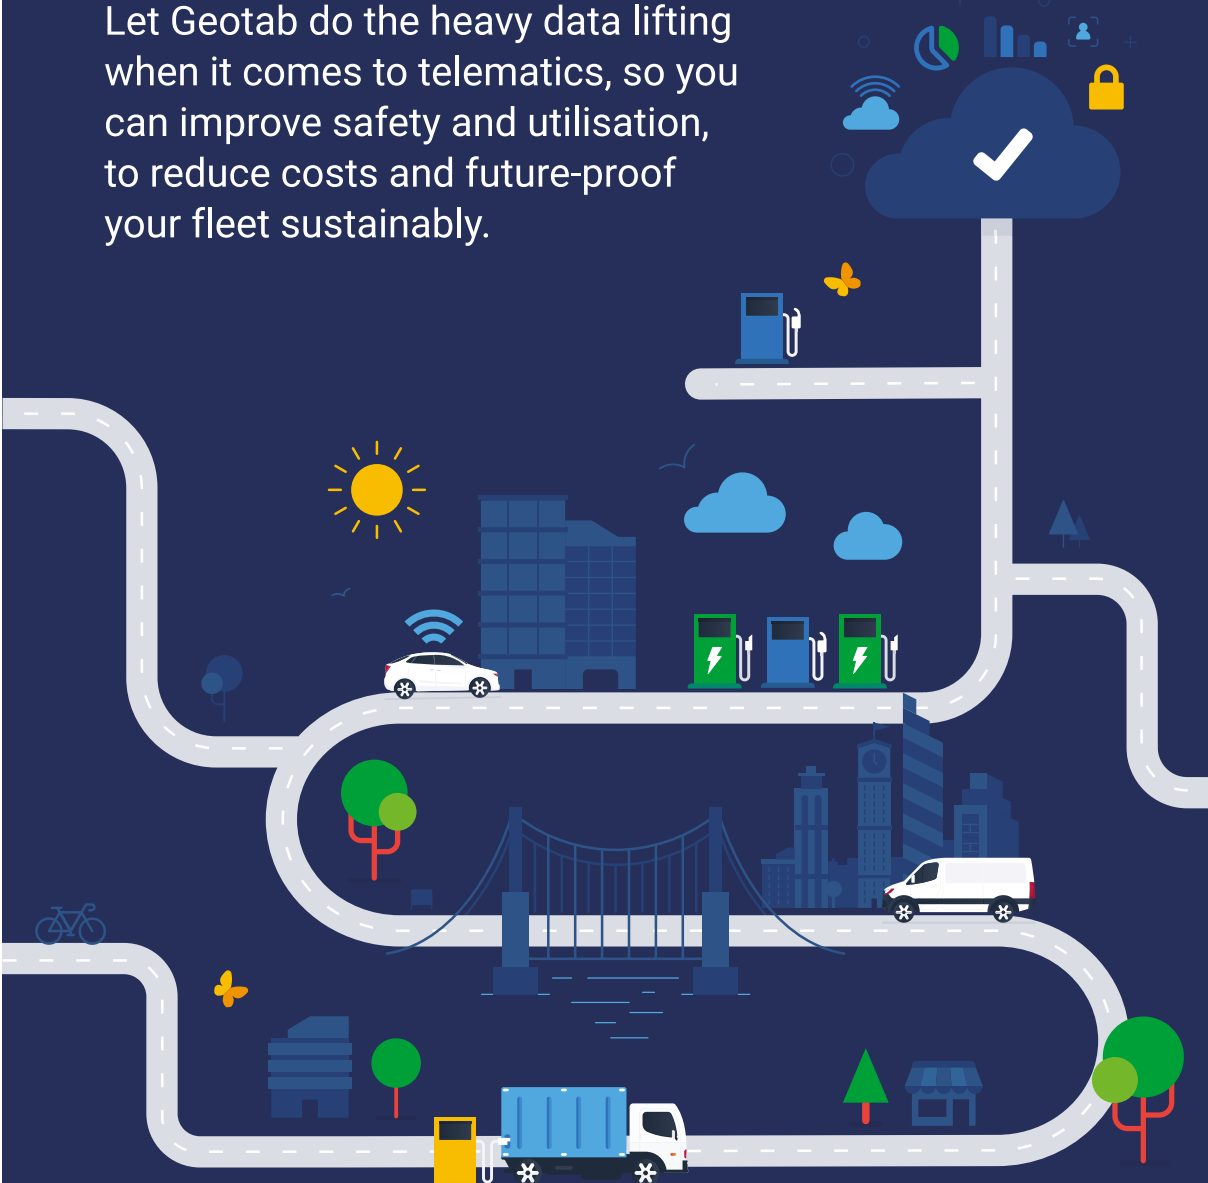 Let Geotab do the heavy data lifting
when it comes to telematics, so you
can improve safety and utilisation,
to reduce costs and future-proof
your fleet sustainably.